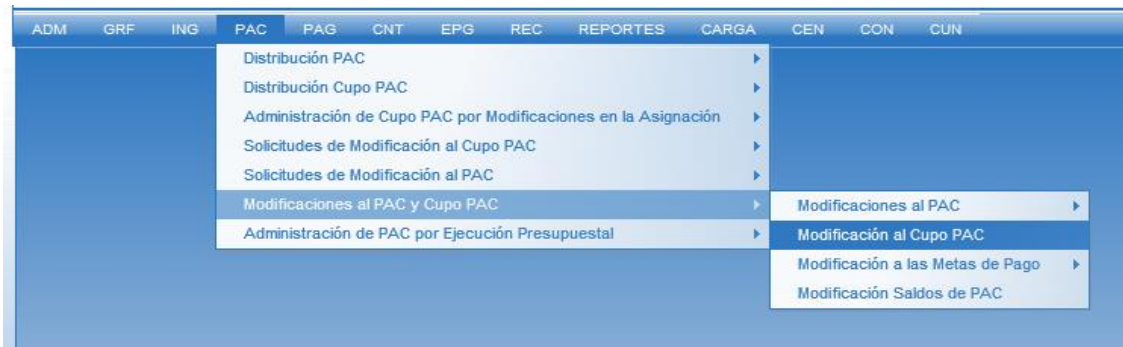 ADM GRF ING PAC PAG CNT EPG REC REPORTES CARGA CEN CON CUN
Distribución PAC
Distribución Cupo PAC
Administración de Cupo PAC por Modificaciones en la Asignación
Solicitudes de Modificación al Cupo PAC
Solicitudes de Modificación al PAC
Modificaciones al PAC y Cupo PAC
Administración de PAC por Ejecución Presupuestal
Modificaciones al PAC
Modificación al Cupo PAC
Modificación a las Metas de Pago
Modificación Saldos de PAC